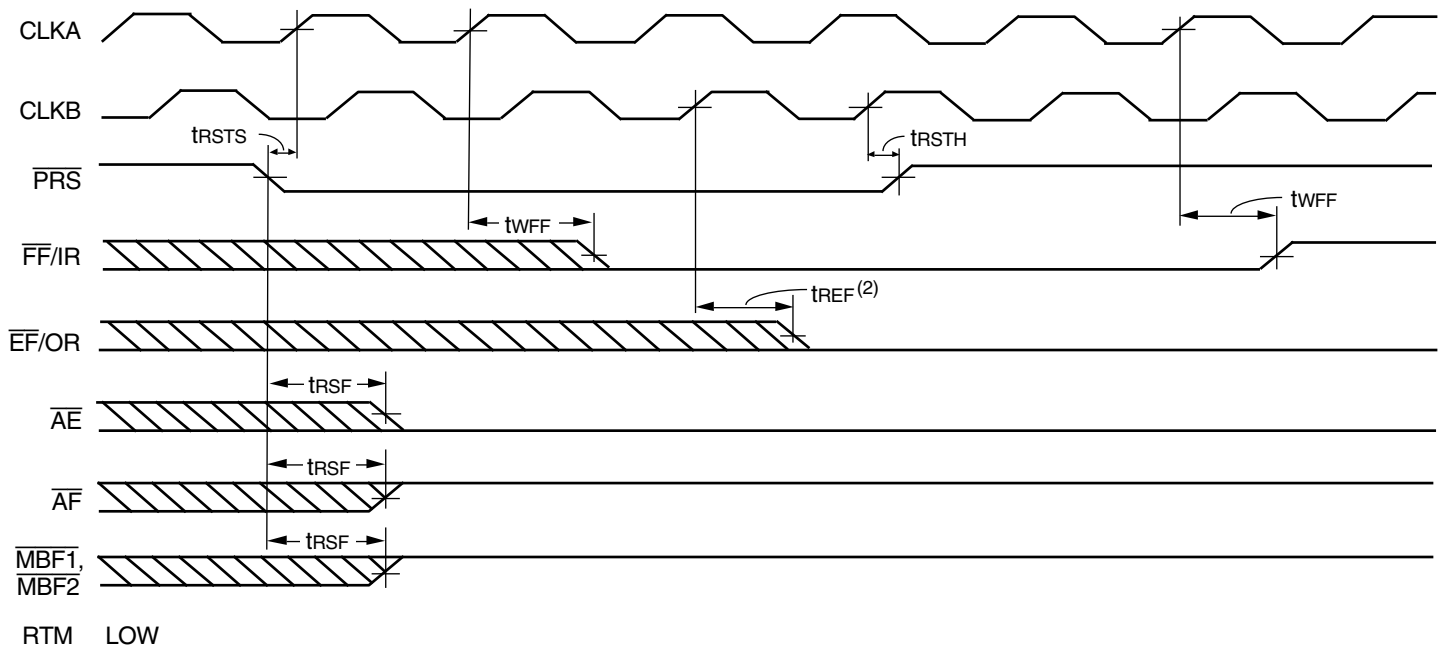 CLKA
CLKB
tRSTS
tRSTH
PRS
tWFF
tWFF
FF/IR
tREF(2)
EF/OR
tRSF
AE
tRSF
AF
tRSF
MBF1,
MBF2
RTM LOW